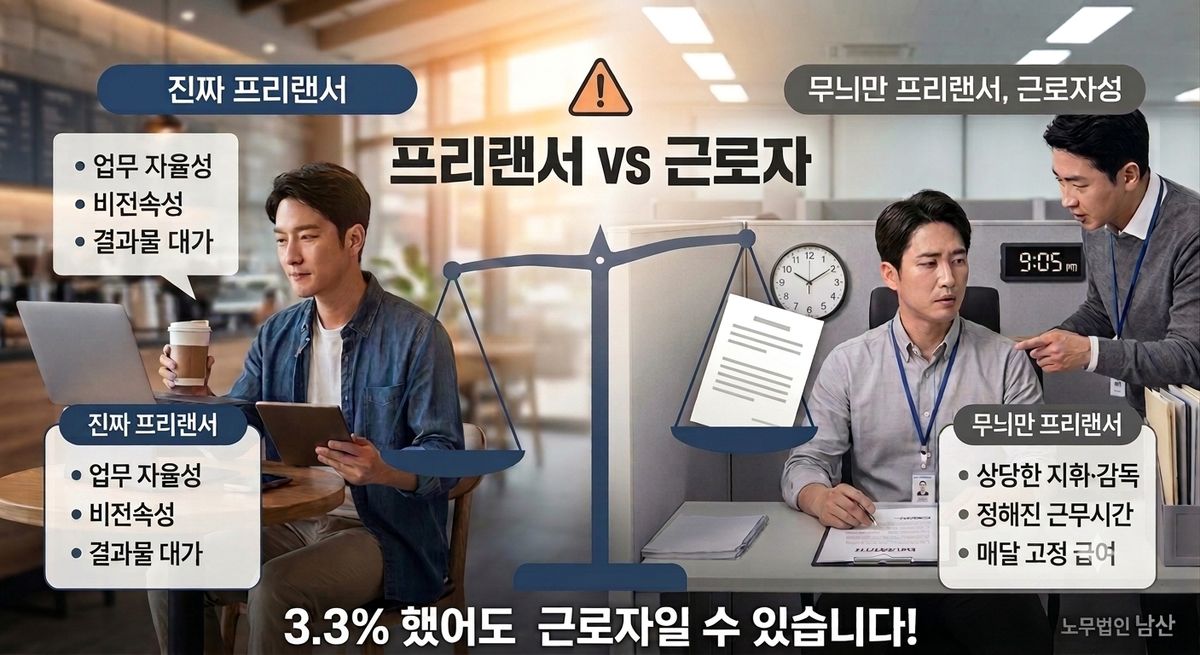 진짜 프리랜서
무늬만 프리랜서, 근로자성
• 업무 자율성
• 비전속성
• 결과물 대가
프리랜서 vs 근로자
9:05 PM
진짜 프리랜서
• 업무 자율성
• 비전속성
• 결과물 대가
무늬만 프리랜서
• 상당한 지휘·감독
• 정해진 근무시간
• 매달 고정 급여
3.3% 했어도 근로자일 수 있습니다!
노무법인 남산